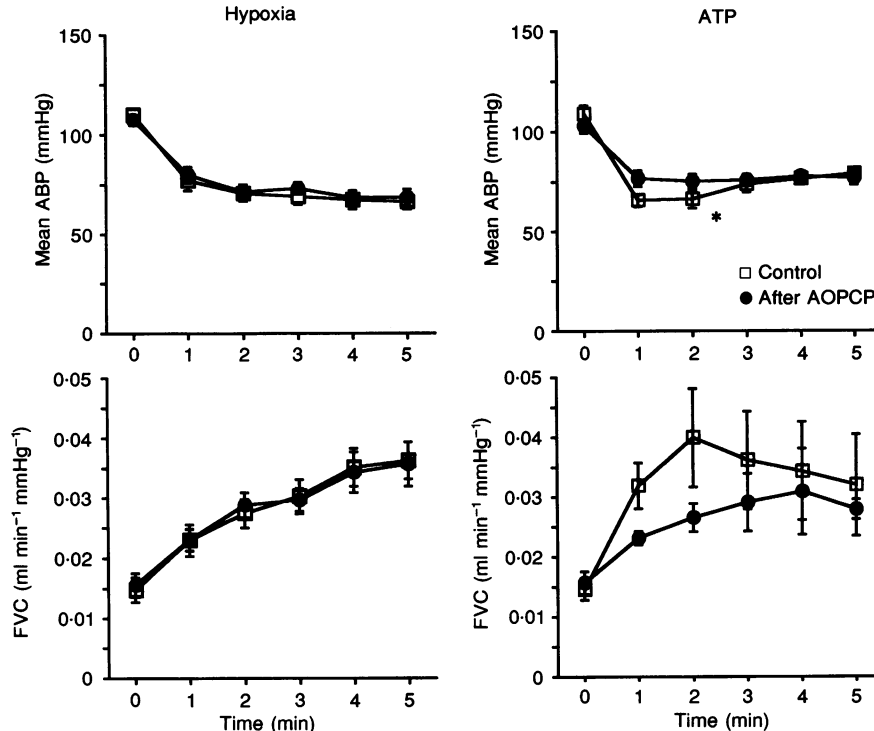 Hypoxia
150
100
50
0
Mean ABP (mmHg)
0 1 2 3 4 5
ATP
150
100
50
0
Mean ABP (mmHg)
*
Control
After AOPCP
0 1 2 3 4 5
0·05
0·04
0·03
0·02
0·01
0
FVC (ml min⁻¹ mmHg⁻¹)
0 1 2 3 4 5
Time (min)
0·05
0·04
0·03
0·02
0·01
0
FVC (ml min⁻¹ mmHg⁻¹)
0 1 2 3 4 5
Time (min)